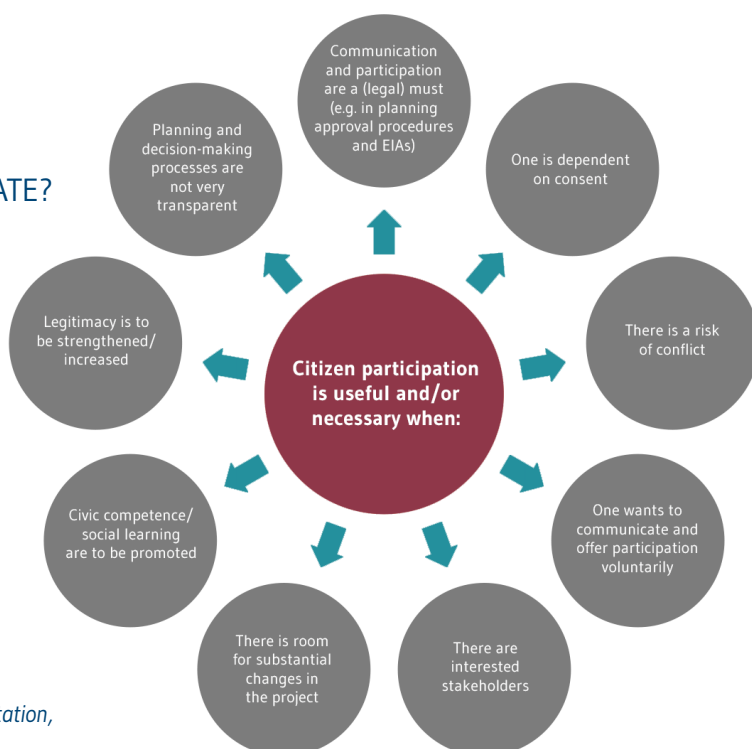 ATE?
Communication
and participation
are a (legal) must
(e.g. in planning
approval procedures
and EIAs)
One is dependent
on consent
There is a risk
of conflict
One wants to
communicate and
offer participation
voluntarily
There are
interested
stakeholders
There is room
for substantial
changes in
the project
Civic competence/
social learning
are to be promoted
Legitimacy is to
be strengthened/
increased
Planning and
decision-making
processes are
not very
transparent
Citizen participation
is useful and/or
necessary when:
ation,